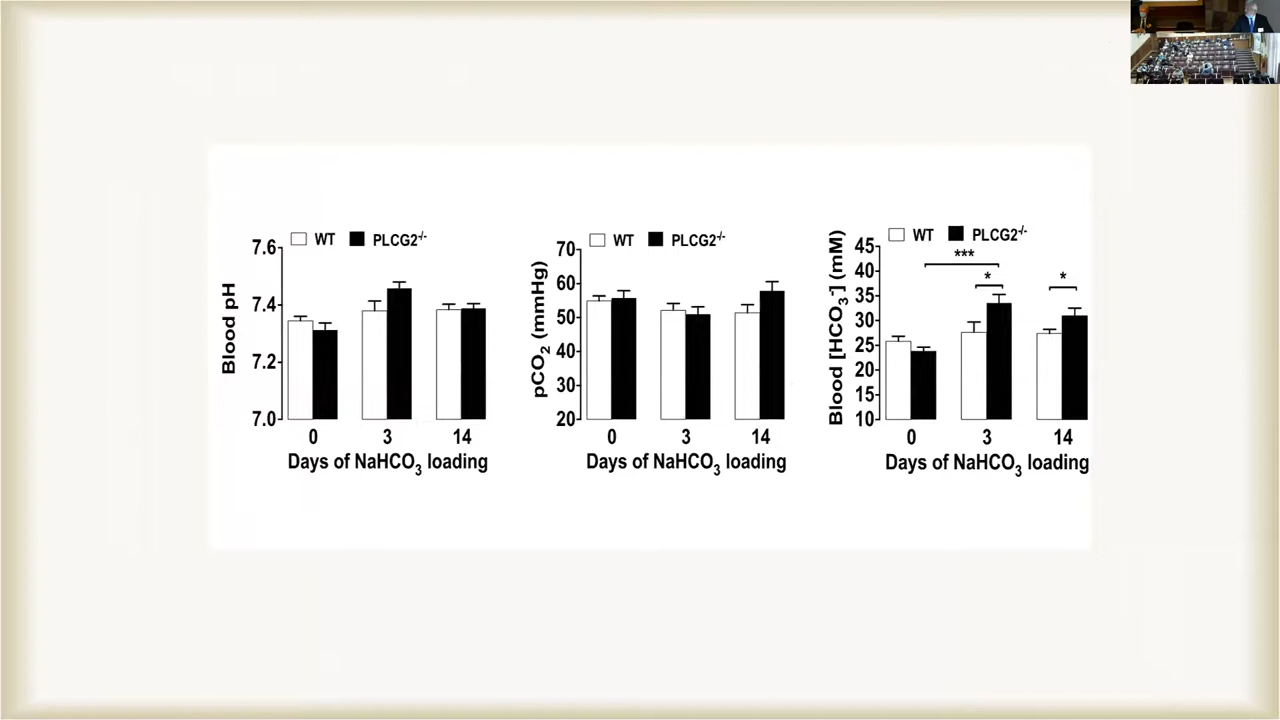 WT PLCG2-/-
Blood pH
7.6
7.4
7.2
7.0
0 3 14
Days of NaHCO3 loading
WT PLCG2-/-
pCO2 (mmHg)
70
60
50
40
30
20
0 3 14
Days of NaHCO3 loading
WT PLCG2-/-
Blood [HCO3-] (mM)
45
40
35
30
25
20
15
10
***
* *
0 3 14
Days of NaHCO3 loading